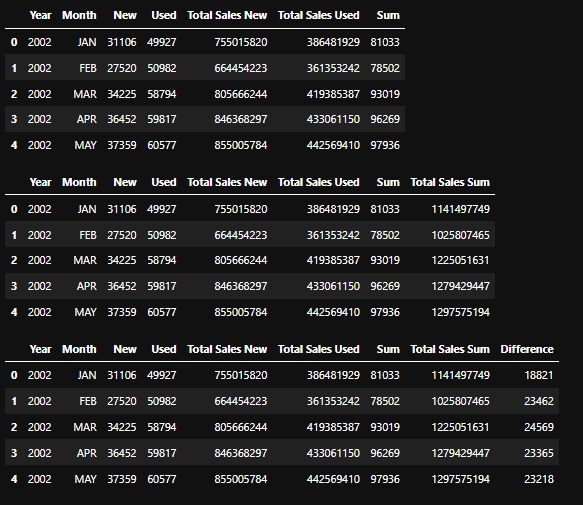 Year Month New Used Total Sales New Total Sales Used Sum
0 2002 JAN 31106 49927 755015820 386481929 81033
1 2002 FEB 27520 50982 664454223 361353242 78502
2 2002 MAR 34225 58794 805666244 419385387 93019
3 2002 APR 36452 59817 846368297 433061150 96269
4 2002 MAY 37359 60577 855005784 442569410 97936
Year Month New Used Total Sales New Total Sales Used Sum Total Sales Sum
0 2002 JAN 31106 49927 755015820 386481929 81033 1141497749
1 2002 FEB 27520 50982 664454223 361353242 78502 1025807465
2 2002 MAR 34225 58794 805666244 419385387 93019 1225051631
3 2002 APR 36452 59817 846368297 433061150 96269 1279429447
4 2002 MAY 37359 60577 855005784 442569410 97936 1297575194
Year Month New Used Total Sales New Total Sales Used Sum Total Sales Sum Difference
0 2002 JAN 31106 49927 755015820 386481929 81033 1141497749 18821
1 2002 FEB 27520 50982 664454223 361353242 78502 1025807465 23462
2 2002 MAR 34225 58794 805666244 419385387 93019 1225051631 24569
3 2002 APR 36452 59817 846368297 433061150 96269 1279429447 23365
4 2002 MAY 37359 60577 855005784 442569410 97936 1297575194 23218